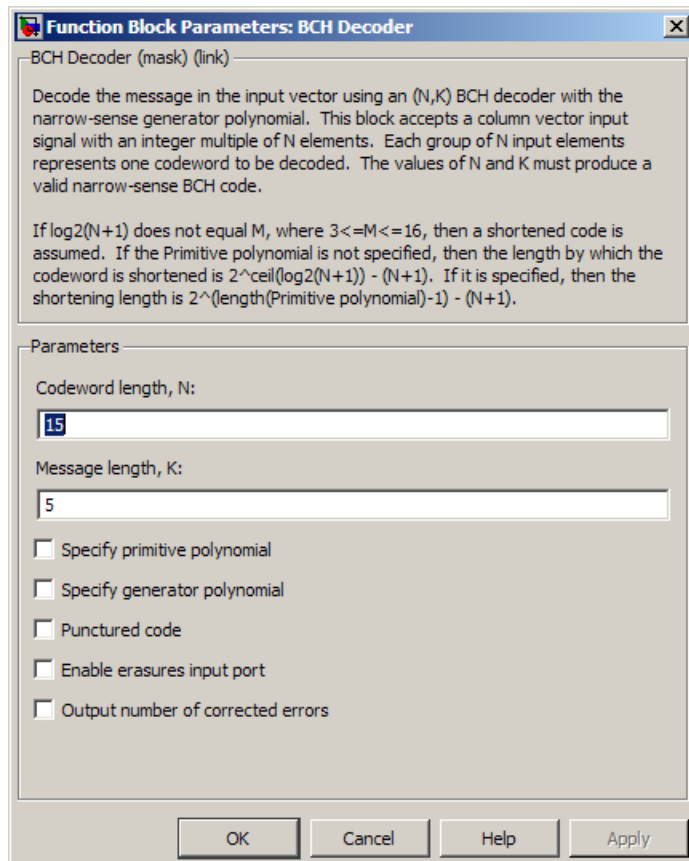 Function Block Parameters: BCH Decoder
BCH Decoder (mask) (link)
Decode the message in the input vector using an (N,K) BCH decoder with the
narrow-sense generator polynomial.  This block accepts a column vector input
signal with an integer multiple of N elements.  Each group of N input elements
represents one codeword to be decoded.  The values of N and K must produce a
valid narrow-sense BCH code.
If log2(N+1) does not equal M, where 3<=M<=16, then a shortened code is
assumed.  If the Primitive polynomial is not specified, then the length by which the
codeword is shortened is 2^ceil(log2(N+1)) - (N+1).  If it is specified, then the
shortening length is 2^(length(Primitive polynomial)-1) - (N+1).
Parameters
Codeword length, N:
15
Message length, K:
5
Specify primitive polynomial
Specify generator polynomial
Punctured code
Enable erasures input port
Output number of corrected errors
OK Cancel Help Apply